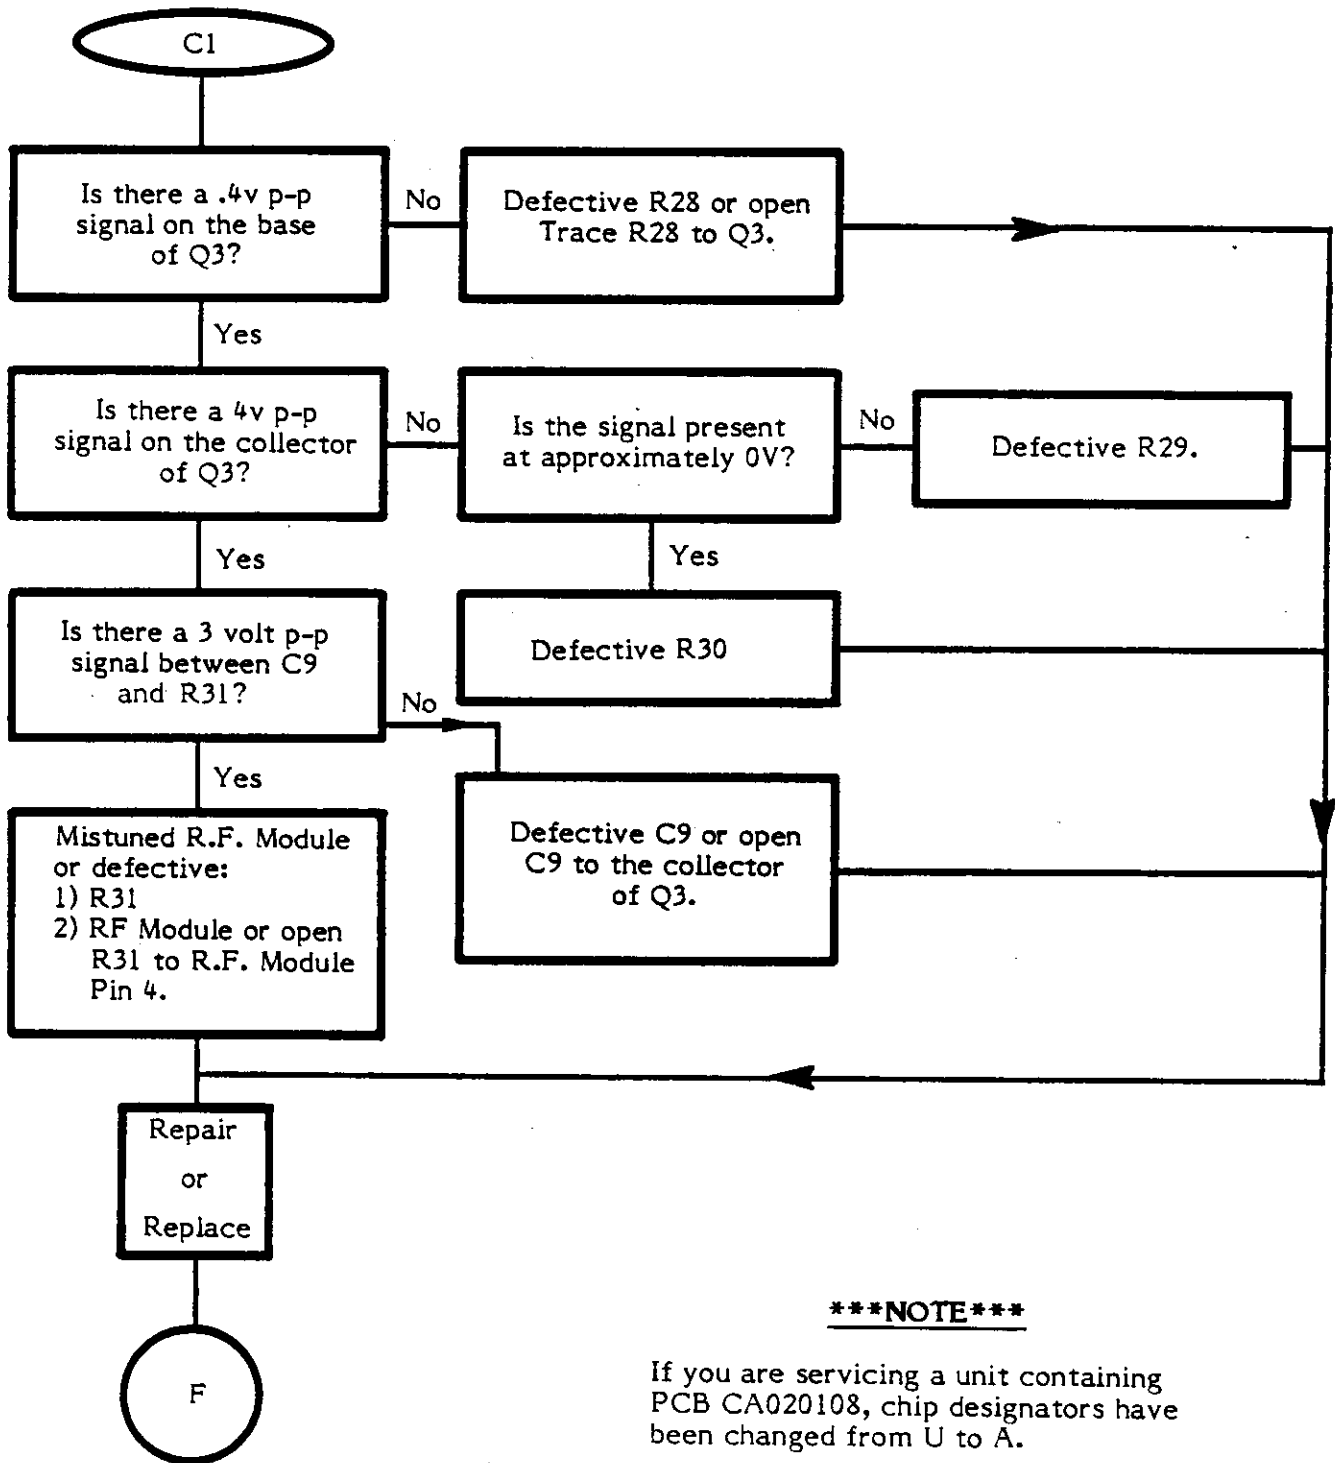 C1
Is there a .4v p-p
signal on the base
of Q3?
No
Defective R28 or open
Trace R28 to Q3.
Yes
Is there a 4v p-p
signal on the collector
of Q3?
No
Is the signal present
at approximately 0V?
No
Defective R29.
Yes
Yes
Is there a 3 volt p-p
signal between C9
and R31?
Defective R30
No
Yes
Defective C9 or open
C9 to the collector
of Q3.
Mistuned R.F. Module
or defective:
1) R31
2) RF Module or open
R31 to R.F. Module
Pin 4.
Repair
or
Replace
F
***NOTE***
If you are servicing a unit containing
PCB CA020108, chip designators have
been changed from U to A.